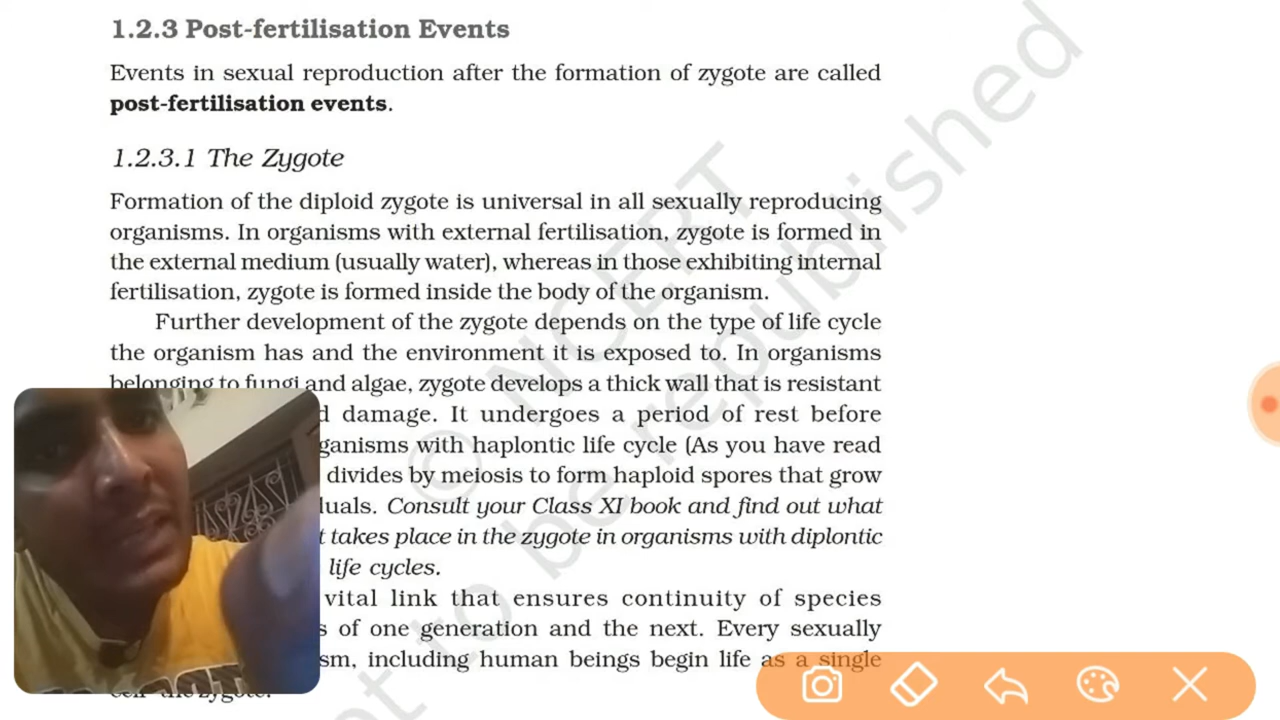 1.2.3 Post-fertilisation Events
Events in sexual reproduction after the formation of zygote are called
post-fertilisation events.
1.2.3.1 The Zygote
Formation of the diploid zygote is universal in all sexually reproducing
organisms. In organisms with external fertilisation, zygote is formed in
the external medium (usually water), whereas in those exhibiting internal
fertilisation, zygote is formed inside the body of the organism.
Further development of the zygote depends on the type of life cycle
the organism has and the environment it is exposed to. In organisms
belonging to fungi and algae, zygote develops a thick wall that is resistant
damage. It undergoes a period of rest before
ganisms with haplontic life cycle (As you have read
divides by meiosis to form haploid spores that grow
luals. Consult your Class XI book and find out what
t takes place in the zygote in organisms with diplontic
life cycles.
vital link that ensures continuity of species
s of one generation and the next. Every sexually
sm, including human beings begin life as a single
the zygote.
© NCERT
not to be republished